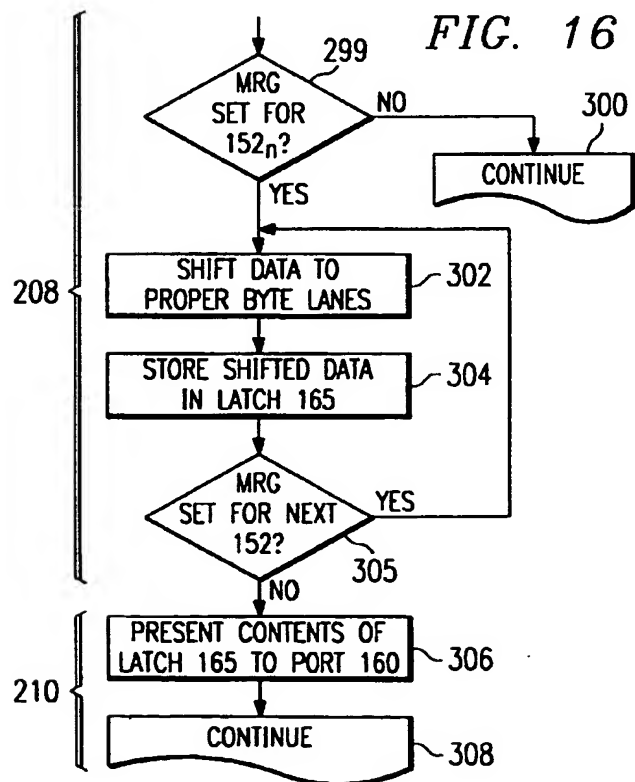 FIG. 16
299
MRG
SET FOR
152n?
NO
300
CONTINUE
YES
208
SHIFT DATA TO
PROPER BYTE LANES
302
STORE SHIFTED DATA
IN LATCH 165
304
MRG
SET FOR NEXT
152?
YES
305
NO
210
PRESENT CONTENTS OF
LATCH 165 TO PORT 160
306
CONTINUE
308